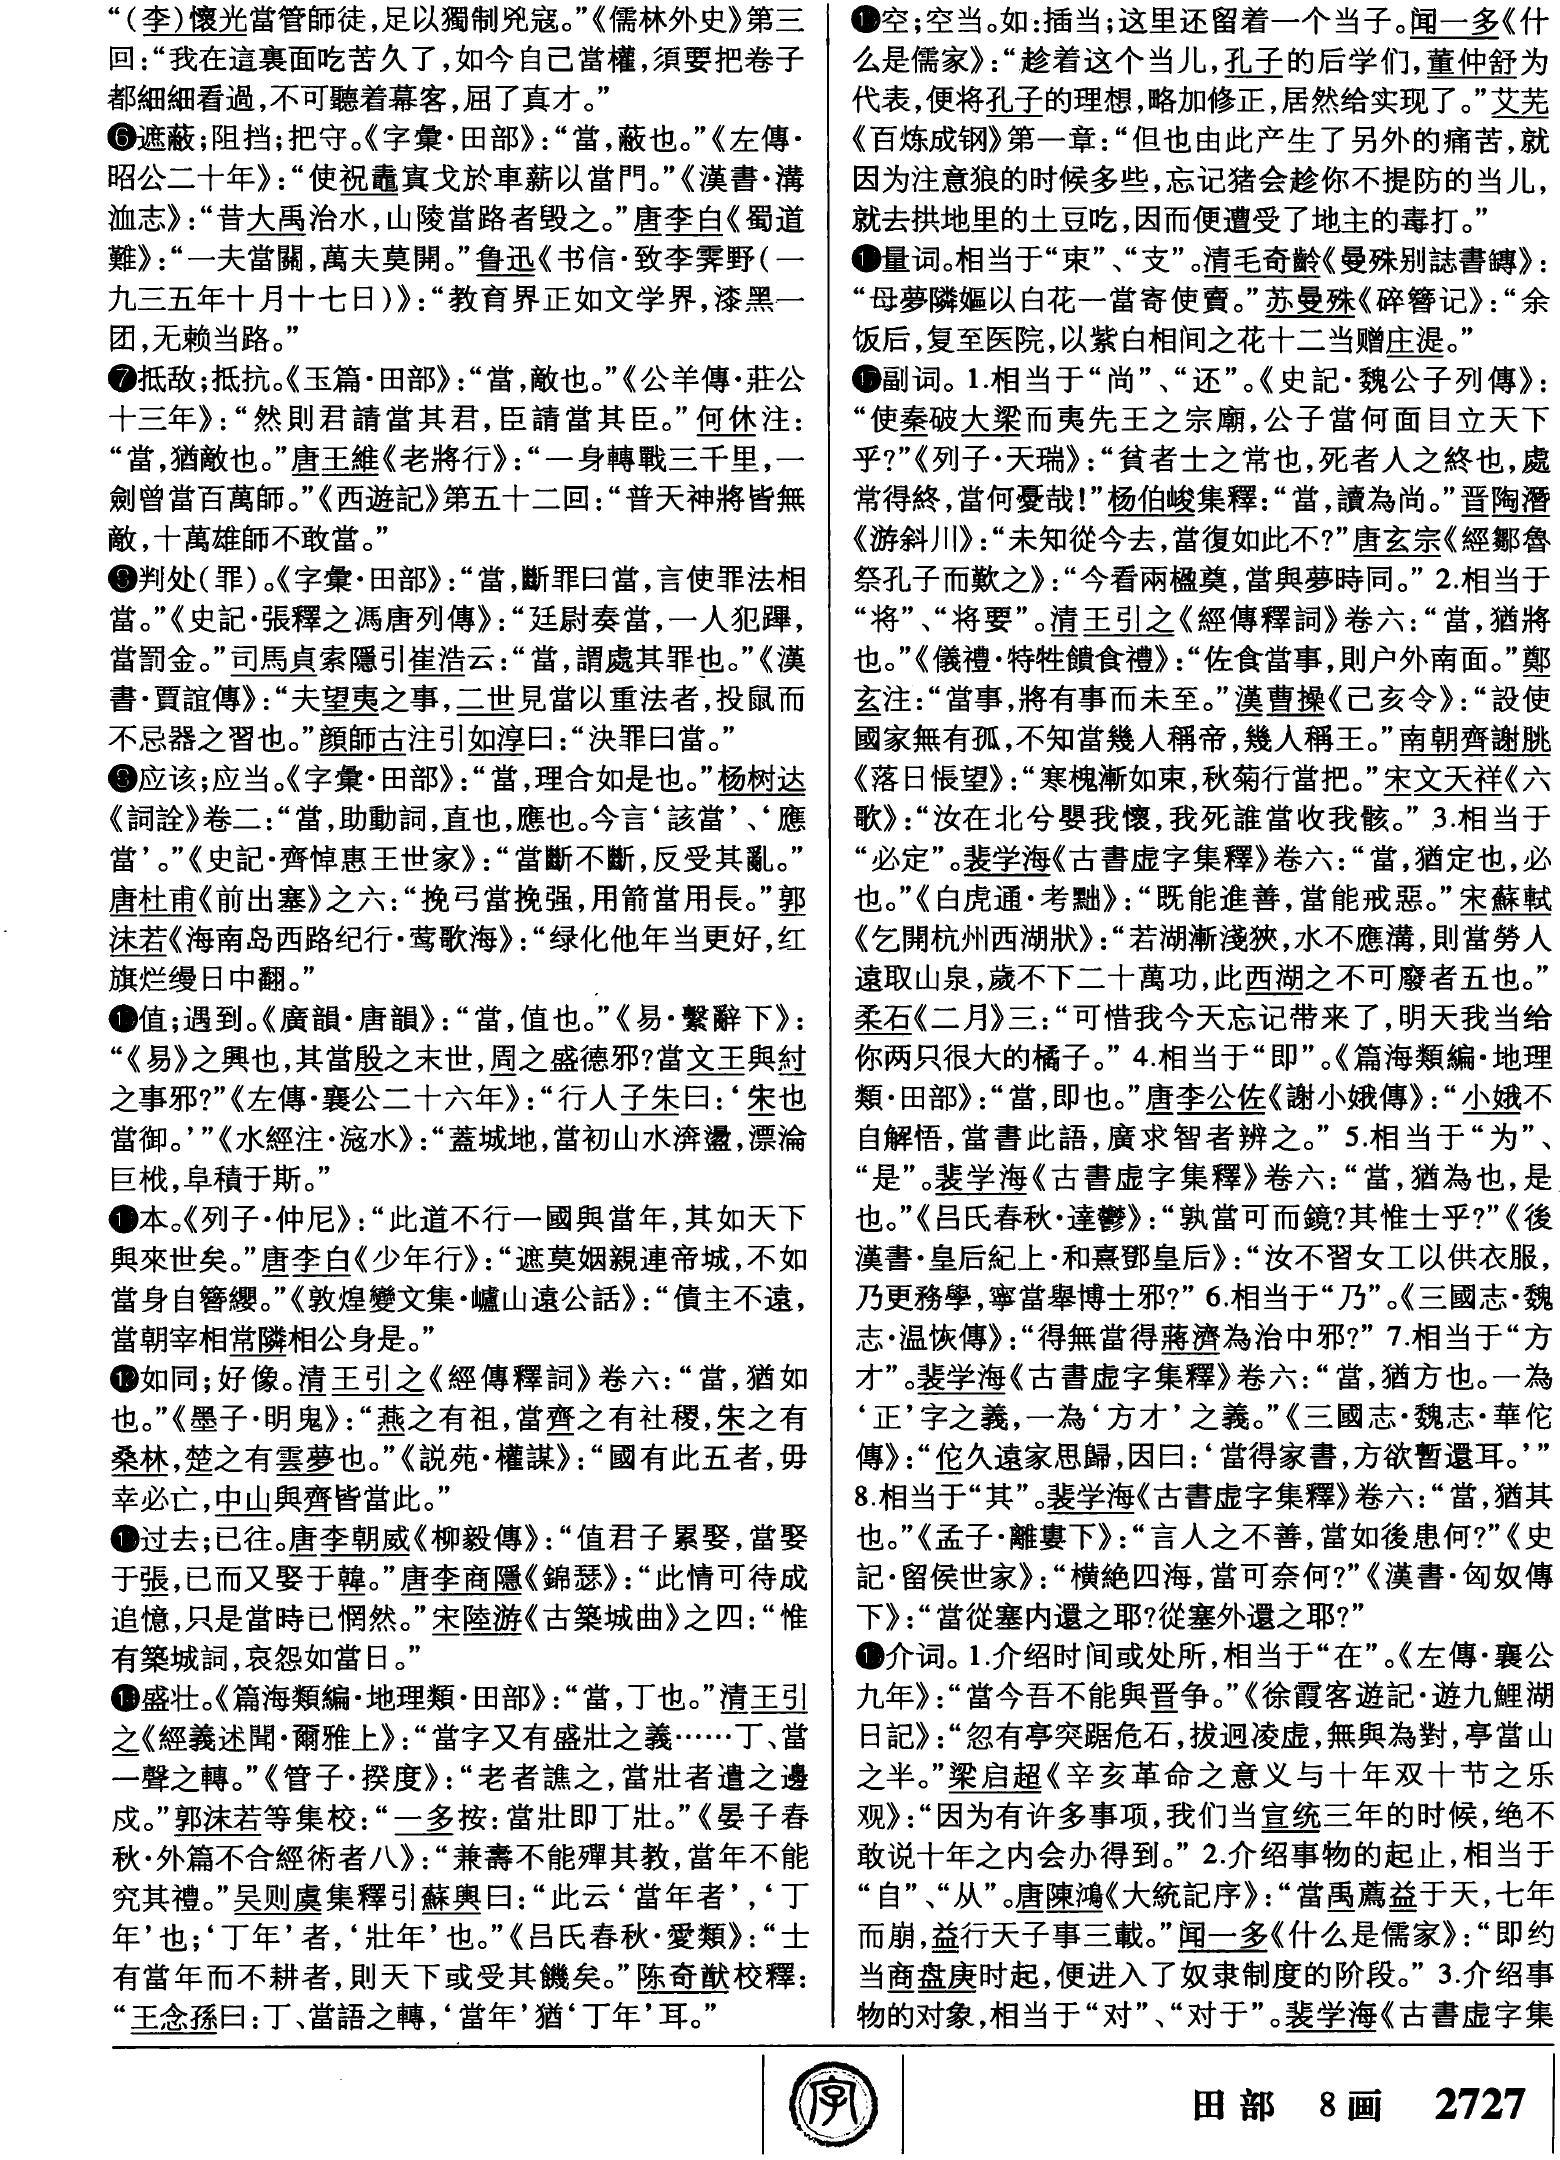 “（李）懷光當管師徒，足以獨制兇寇。”《儒林外史》第三
回：“我在這裏面吃苦久了，如今自己當權，須要把卷子
都細細看過，不可聽着幕客，屈了真才。”
❻遮蔽；阻挡；把守。《字彙·田部》：“當，蔽也。”《左傳·
昭公二十年》：“使祝鼃寘戈於車薪以當門。”《漢書·溝
洫志》：“昔大禹治水，山陵當路者毁之。”唐李白《蜀道
難》：“一夫當關，萬夫莫開。”鲁迅《书信·致李霁野（一
九三五年十月十七日）》：“教育界正如文学界，漆黑一
团，无赖当路。”
❼抵敌；抵抗。《玉篇·田部》：“當，敵也。”《公羊傳·莊公
十三年》：“然則君請當其君，臣請當其臣。”何休注：
“當，猶敵也。”唐王維《老將行》：“一身轉戰三千里，一
劍曾當百萬師。”《西遊記》第五十二回：“普天神將皆無
敵，十萬雄師不敢當。”
❽判处（罪）。《字彙·田部》：“當，斷罪曰當，言使罪法相
當。”《史記·張釋之馮唐列傳》：“廷尉奏當，一人犯蹕，
當罰金。”司馬貞索隱引崔浩云：“當，謂處其罪也。”《漢
書·賈誼傳》：“夫望夷之事，二世見當以重法者，投鼠而
不忌器之習也。”顔師古注引如淳曰：“決罪曰當。”
❾应该；应当。《字彙·田部》：“當，理合如是也。”杨树达
《詞詮》卷二：“當，助動詞，直也，應也。今言‘該當’、‘應
當’。”《史記·齊悼惠王世家》：“當斷不斷，反受其亂。”
唐杜甫《前出塞》之六：“挽弓當挽强，用箭當用長。”郭
沫若《海南岛西路纪行·莺歌海》：“绿化他年当更好，红
旗烂缦日中翻。”
❿值；遇到。《廣韻·唐韻》：“當，值也。”《易·繫辭下》：
“《易》之興也，其當殷之末世，周之盛德邪？當文王與紂
之事邪？”《左傳·襄公二十六年》：“行人子朱曰：‘朱也
當御。’”《水經注·滱水》：“蓋城地，當初山水渀盪，漂淪
巨栰，阜積于斯。”
⓫本。《列子·仲尼》：“此道不行一國與當年，其如天下
與來世矣。”唐李白《少年行》：“遮莫姻親連帝城，不如
當身自簪纓。”《敦煌變文集·廬山遠公話》：“債主不遠，
當朝宰相常隣相公身是。”
⓬如同；好像。清王引之《經傳釋詞》卷六：“當，猶如
也。”《墨子·明鬼》：“燕之有祖，當齊之有社稷，朱之有
桑林，楚之有雲夢也。”《説苑·權謀》：“國有此五者，毋
幸必亡，中山與齊皆當此。”
⓭过去；已往。唐李朝威《柳毅傳》：“值君子累娶，當娶
于張，已而又娶于韓。”唐李商隱《錦瑟》：“此情可待成
追憶，只是當時已惘然。”宋陸游《古築城曲》之四：“惟
有築城詞，哀怨如當日。”
⓮盛壮。《篇海類編·地理類·田部》：“當，丁也。”清王引
之《經義述聞·爾雅上》：“當字又有盛壯之義……丁、當
一聲之轉。”《管子·揆度》：“老者譙之，當壯者遣之邊
戍。”郭沫若等集校：“一多按：當壯即丁壯。”《晏子春
秋·外篇不合經術者八》：“兼壽不能殫其教，當年不能
究其禮。”吴则虞集釋引蘇輿曰：“此云‘當年者’，‘丁
年’也；‘丁年’者，‘壯年’也。”《吕氏春秋·愛類》：“士
有當年而不耕者，則天下或受其饑矣。”陈奇猷校釋：
“王念孫曰：丁、當語之轉，‘當年’猶‘丁年’耳。”
⓯空；空当。如：插当；这里还留着一个当子。闻一多《什
么是儒家》：“趁着这个当儿，孔子的后学们，董仲舒为
代表，便将孔子的理想，略加修正，居然给实现了。”艾芜
《百炼成钢》第一章：“但也由此产生了另外的痛苦，就
因为注意狼的时候多些，忘记猪会趁你不提防的当儿，
就去拱地里的土豆吃，因而便遭受了地主的毒打。”
⓰量词。相当于“束”、“支”。清毛奇齡《曼殊别誌書鏄》：
“母夢隣嫗以白花一當寄使賣。”苏曼殊《碎簪记》：“余
饭后，复至医院，以紫白相间之花十二当赠庄湜。”
⓱副词。1.相当于“尚”、“还”。《史記·魏公子列傳》：
“使秦破大梁而夷先王之宗廟，公子當何面目立天下
乎？”《列子·天瑞》：“貧者士之常也，死者人之終也，處
常得終，當何憂哉！”杨伯峻集釋：“當，讀為尚。”晋陶潛
《游斜川》：“未知從今去，當復如此不？”唐玄宗《經鄒魯
祭孔子而歎之》：“今看兩楹奠，當與夢時同。”2.相当于
“将”、“将要”。清王引之《經傳釋詞》卷六：“當，猶將
也。”《儀禮·特牲饋食禮》：“佐食當事，則户外南面。”鄭
玄注：“當事，將有事而未至。”漢曹操《己亥令》：“設使
國家無有孤，不知當幾人稱帝，幾人稱王。”南朝齊謝朓
《落日悵望》：“寒槐漸如束，秋菊行當把。”宋文天祥《六
歌》：“汝在北兮嬰我懷，我死誰當收我骸。”3.相当于
“必定”。裴学海《古書虚字集釋》卷六：“當，猶定也，必
也。”《白虎通·考黜》：“既能進善，當能戒惡。”宋蘇軾
《乞開杭州西湖狀》：“若湖漸淺狹，水不應溝，則當勞人
遠取山泉，歲不下二十萬功，此西湖之不可廢者五也。”
柔石《二月》三：“可惜我今天忘记带来了，明天我当给
你两只很大的橘子。”4.相当于“即”。《篇海類編·地理
類·田部》：“當，即也。”唐李公佐《謝小娥傳》：“小娥不
自解悟，當書此語，廣求智者辨之。”5.相当于“为”、
“是”。裴学海《古書虚字集釋》卷六：“當，猶為也，是
也。”《吕氏春秋·達鬱》：“孰當可而鏡？其惟士乎？”《後
漢書·皇后紀上·和熹鄧皇后》：“汝不習女工以供衣服，
乃更務學，寧當舉博士邪？”6.相当于“乃”。《三國志·魏
志·温恢傳》：“得無當得蔣濟為治中邪？”7.相当于“方
才”。裴学海《古書虚字集釋》卷六：“當，猶方也。一為
‘正’字之義，一為‘方才’之義。”《三國志·魏志·華佗
傳》：“佗久遠家思歸，因曰：‘當得家書，方欲暫還耳。’”
8.相当于“其”。裴学海《古書虚字集釋》卷六：“當，猶其
也。”《孟子·離婁下》：“言人之不善，當如後患何？”《史
記·留侯世家》：“横絶四海，當可奈何？”《漢書·匈奴傳
下》：“當從塞内還之耶？從塞外還之耶？”
⓲介词。1.介绍时间或处所，相当于“在”。《左傳·襄公
九年》：“當今吾不能與晋争。”《徐霞客遊記·遊九鯉湖
日記》：“忽有亭突踞危石，拔迥凌虚，無與為對，亭當山
之半。”梁启超《辛亥革命之意义与十年双十节之乐
观》：“因为有许多事项，我们当宣统三年的时候，绝不
敢说十年之内会办得到。”2.介绍事物的起止，相当于
“自”、“从”。唐陳鴻《大統記序》：“當禹薦益于天，七年
而崩，益行天子事三載。”闻一多《什么是儒家》：“即约
当商盘庚时起，便进入了奴隶制度的阶段。”3.介绍事
物的对象，相当于“对”、“对于”。裴学海《古書虚字集
字
田部 8画 2727